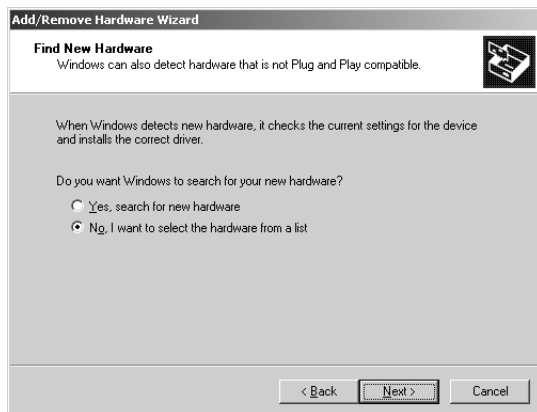 Add/Remove Hardware Wizard
Find New Hardware
Windows can also detect hardware that is not Plug and Play compatible.
When Windows detects new hardware, it checks the current settings for the device
and installs the correct driver.
Do you want Windows to search for your new hardware?
Yes, search for new hardware
No, I want to select the hardware from a list
< Back Next > Cancel